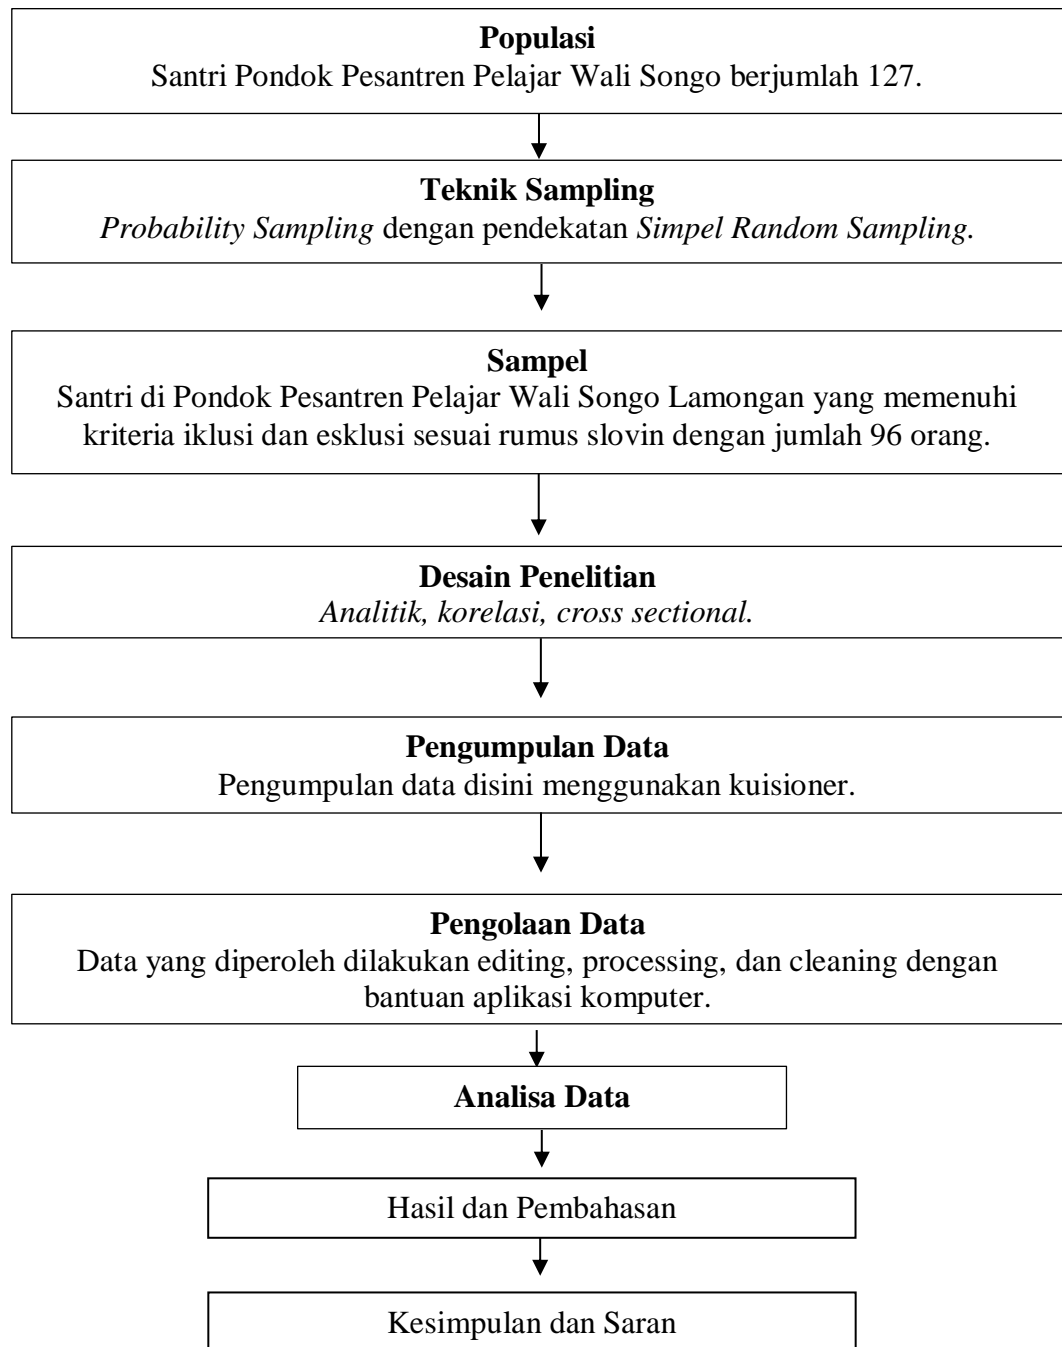 Populasi
Santri Pondok Pesantren Pelajar Wali Songo berjumlah 127.
Teknik Sampling
Probability Sampling dengan pendekatan Simpel Random Sampling.
Sampel
Santri di Pondok Pesantren Pelajar Wali Songo Lamongan yang memenuhi
kriteria iklusi dan esklusi sesuai rumus slovin dengan jumlah 96 orang.
Desain Penelitian
Analitik, korelasi, cross sectional.
Pengumpulan Data
Pengumpulan data disini menggunakan kuisioner.
Pengolaan Data
Data yang diperoleh dilakukan editing, processing, dan cleaning dengan
bantuan aplikasi komputer.
Analisa Data
Hasil dan Pembahasan
Kesimpulan dan Saran